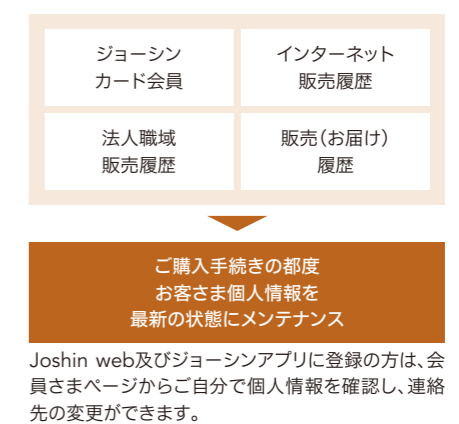 ジョーシン
カード会員
インターネット
販売履歴
法人職域
販売履歴
販売（お届け）
履歴
ご購入手続きの都度
お客さま個人情報を
最新の状態にメンテナンス
Joshin web及びジョーシンアプリに登録の方は、会
員さまページからご自分で個人情報を確認し、連絡
先の変更ができます。